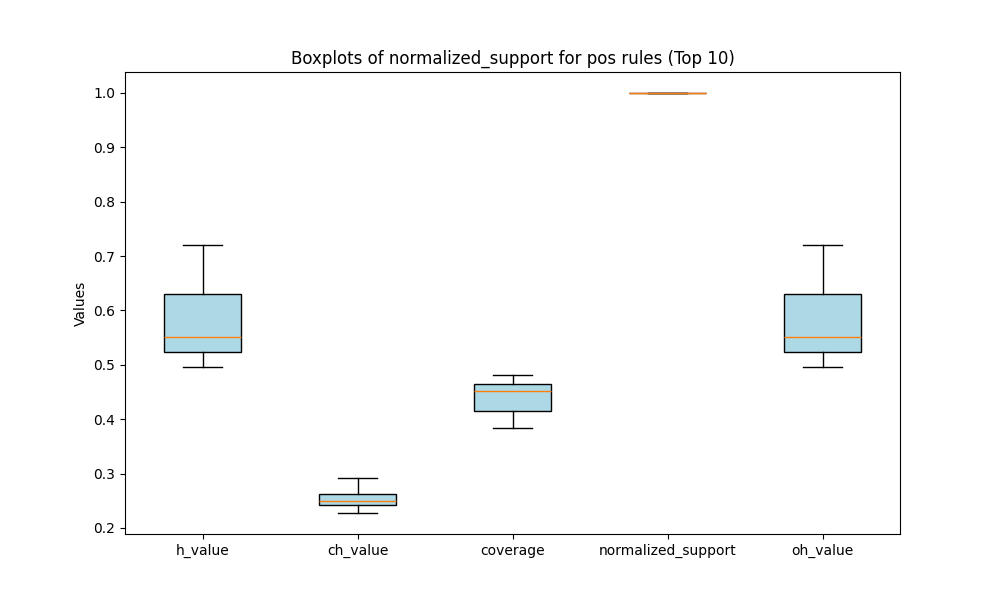 Boxplots of normalized_support for pos rules (Top 10)
1.0
0.9
0.8
0.7
0.6
0.5
0.4
0.3
0.2
Values
h_value
ch_value
coverage
normalized_support
oh_value